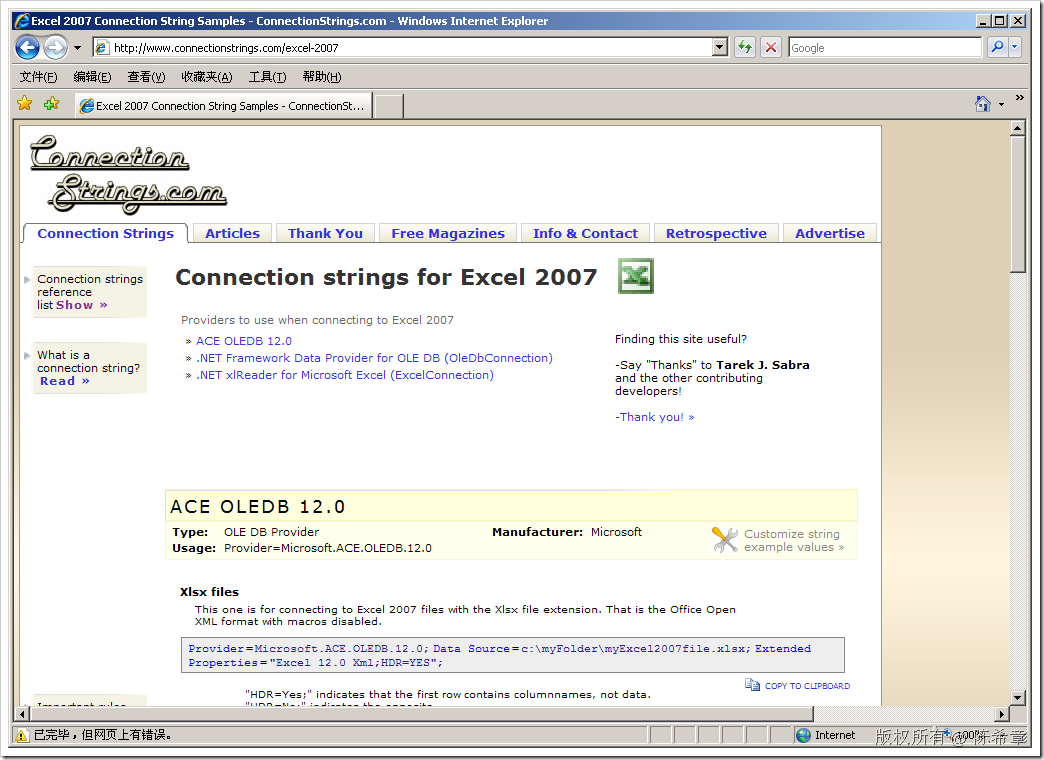 Excel 2007 Connection String Samples - ConnectionStrings.com - Windows Internet Explorer
http://www.connectionstrings.com/excel-2007
Google
文件(F) 编辑(E) 查看(V) 收藏夹(A) 工具(T) 帮助(H)
Excel 2007 Connection String Samples - ConnectionSt...
Connection
Strings.com
Connection Strings Articles Thank You Free Magazines Info & Contact Retrospective Advertise
Connection strings
reference
list Show »
What is a
connection string?
Read »
Connection strings for Excel 2007
Providers to use when connecting to Excel 2007
» ACE OLEDB 12.0
» .NET Framework Data Provider for OLE DB (OleDbConnection)
» .NET xlReader for Microsoft Excel (ExcelConnection)
Finding this site useful?
-Say "Thanks" to Tarek J. Sabra
and the other contributing
developers!
-Thank you! »
ACE OLEDB 12.0
Type: OLE DB Provider
Usage: Provider=Microsoft.ACE.OLEDB.12.0
Manufacturer: Microsoft
Customize string
example values »
Xlsx files
This one is for connecting to Excel 2007 files with the Xlsx file extension. That is the Office Open
XML format with macros disabled.
Provider=Microsoft.ACE.OLEDB.12.0;Data Source=c:\myFolder\myExcel2007file.xlsx;Extended
Properties="Excel 12.0 Xml;HDR=YES";
COPY TO CLIPBOARD
"HDR=Yes;" indicates that the first row contains columnnames, not data.
"HDR=No;" indicates the opposite.
Important rules
已完毕，但网页上有错误。
Internet
100%
版权所有 @ 陈希章